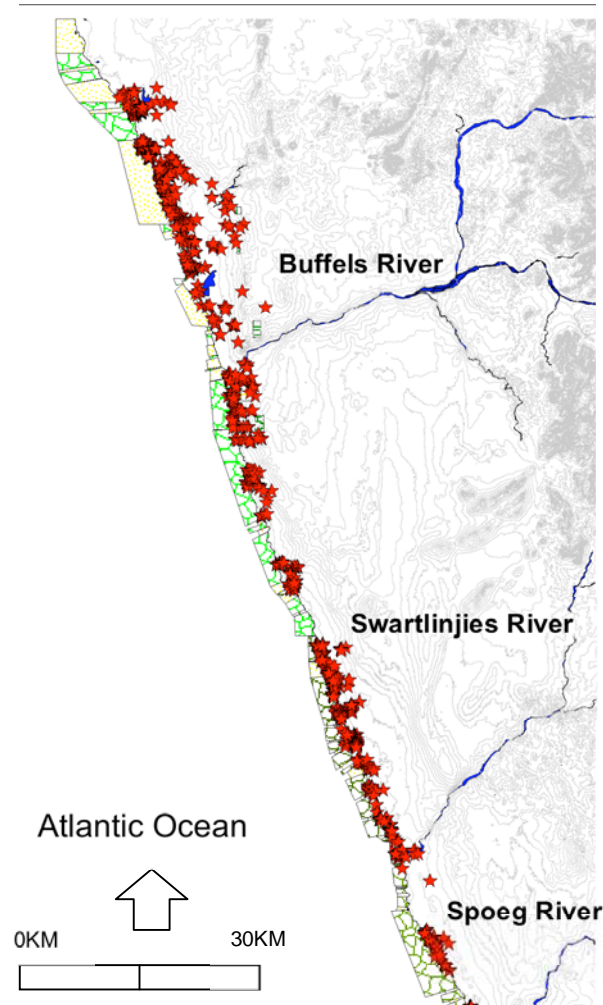 Buffels River
Swartlinjies River
Atlantic Ocean
Spoeg River
0KM 30KM